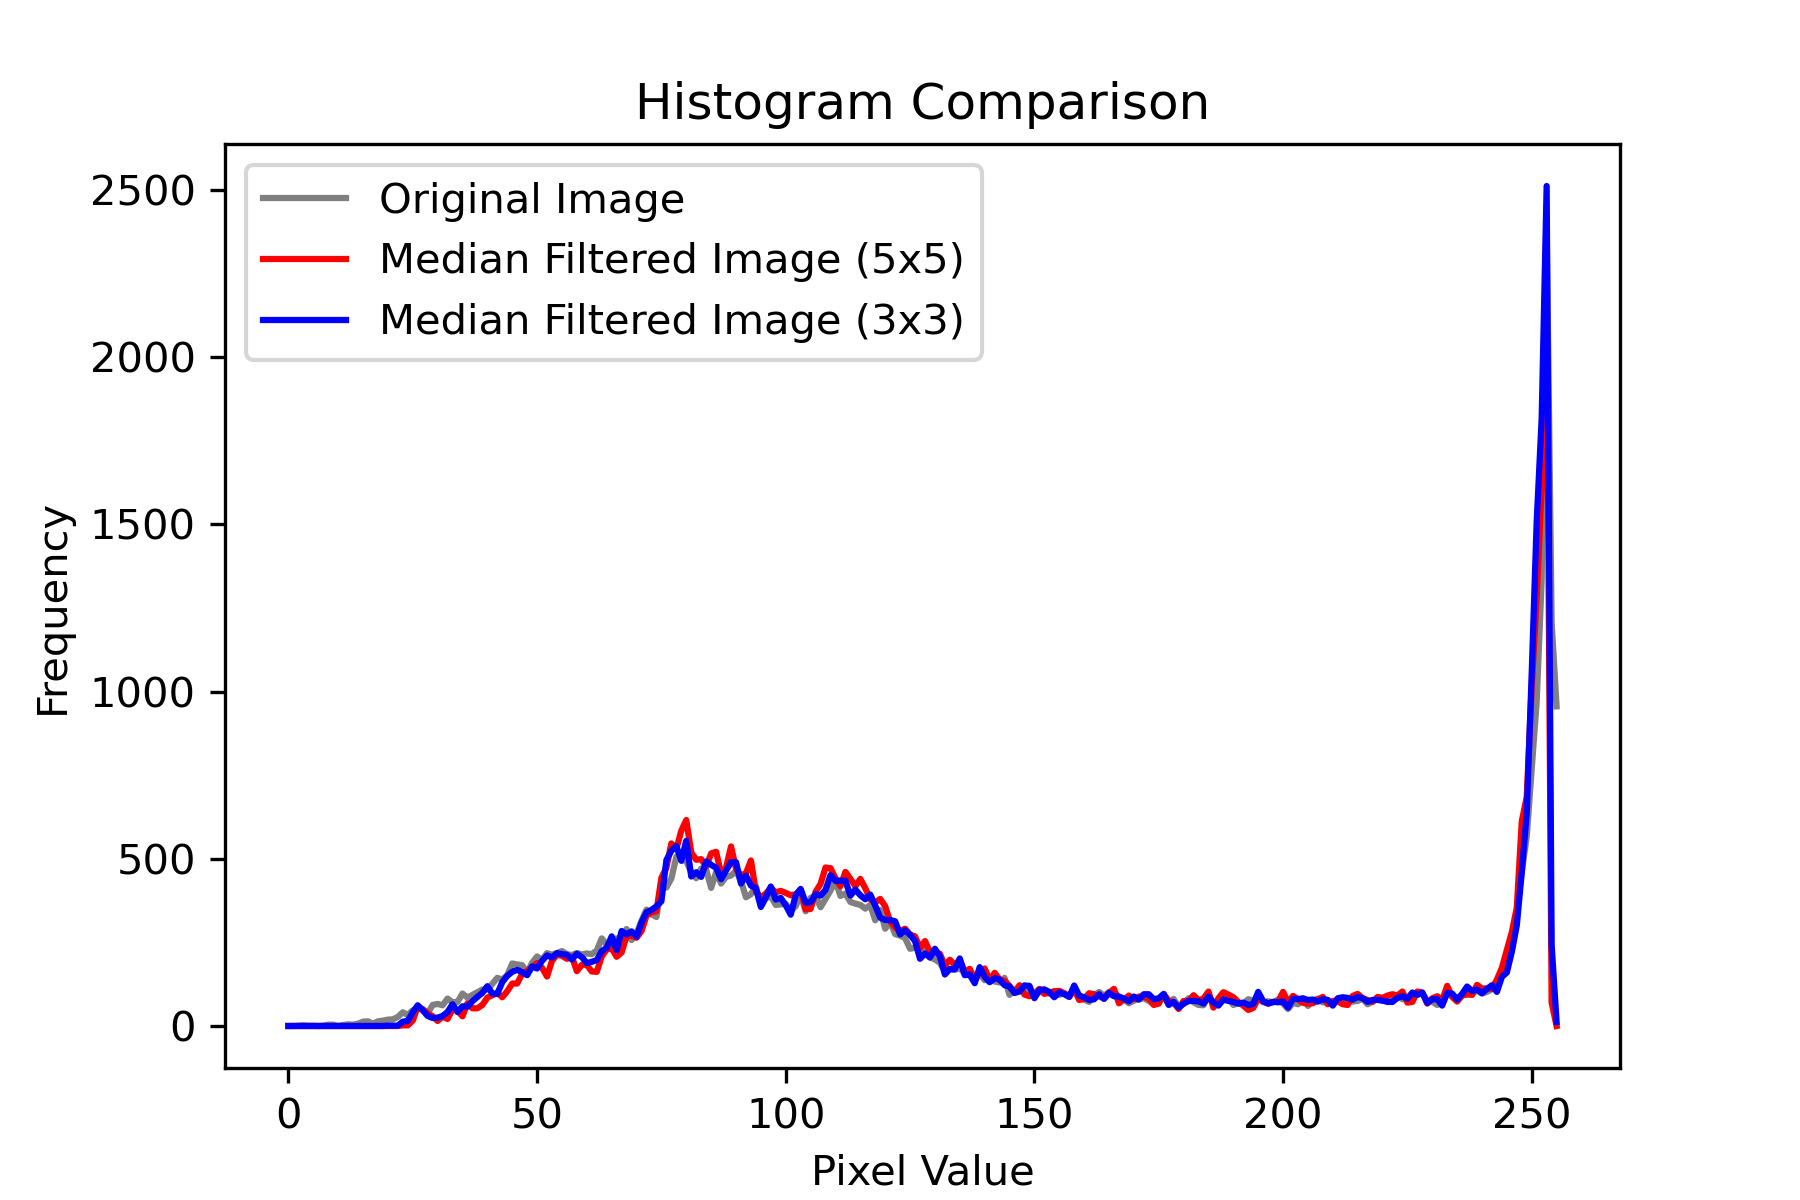 Histogram Comparison
Original Image
Median Filtered Image (5x5)
Median Filtered Image (3x3)
2500
2000
1500
1000
500
0
Frequency
0 50 100 150 200 250
Pixel Value